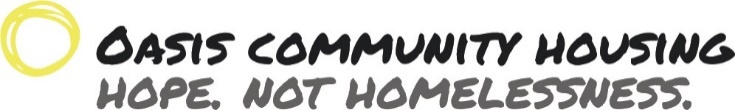 OASIS COMMUNITY HOUSING
HOPE. NOT HOMELESSNESS.